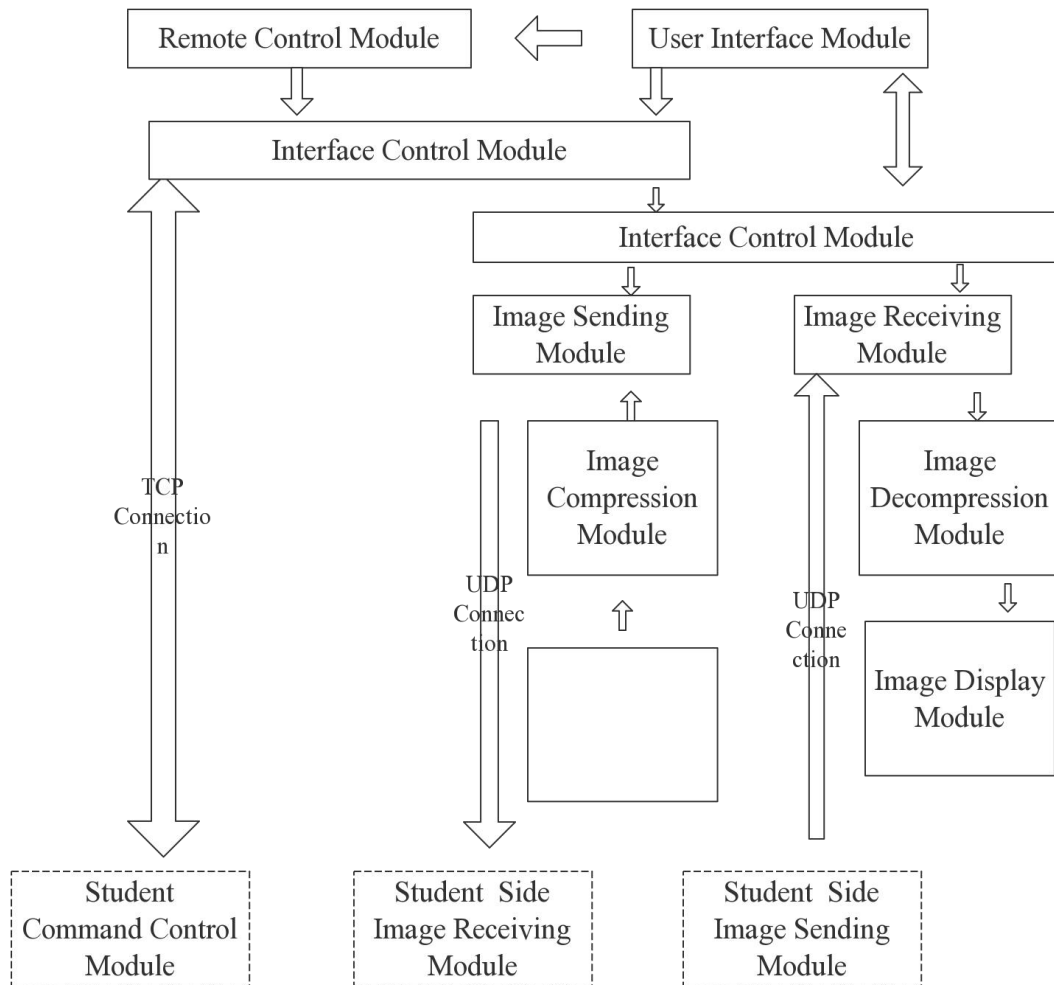 Remote Control Module
User Interface Module
Interface Control Module
Interface Control Module
Image Sending
Module
Image Receiving
Module
Image
Compression
Module
Image
Decompression
Module
TCP
Connectio
n
UDP
Connec
tion
UDP
Conne
ction
Image Display
Module
Student
Command Control
Module
Student Side
Image Receiving
Module
Student Side
Image Sending
Module